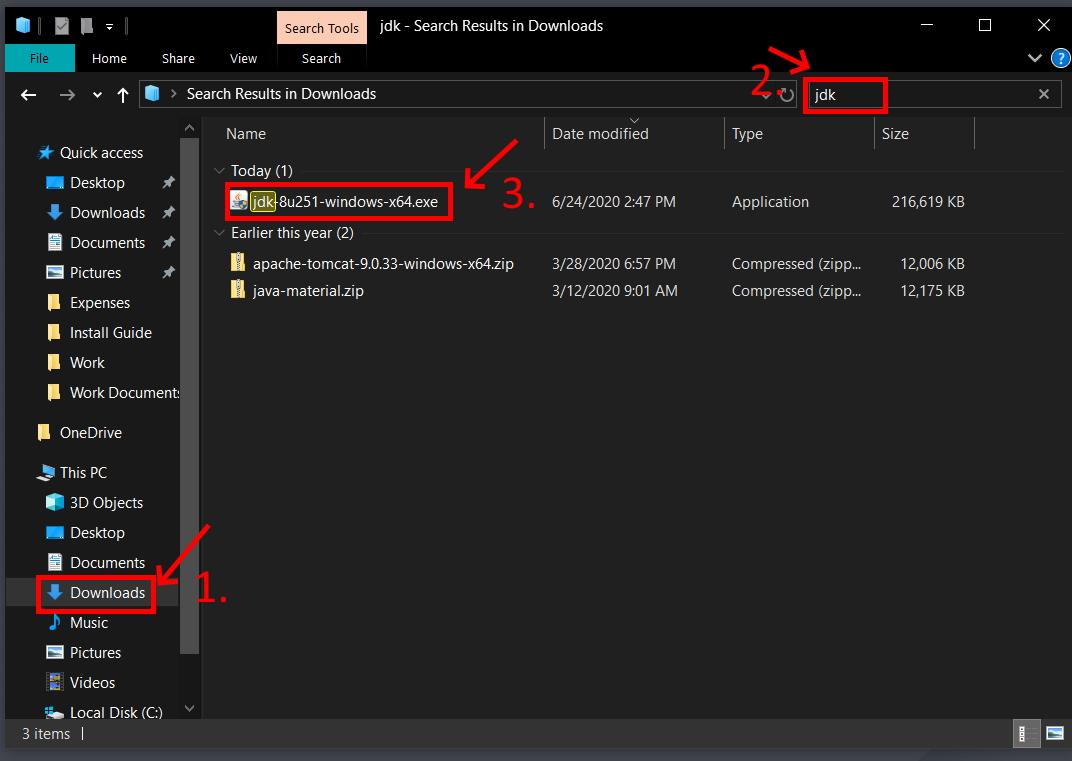 Search Tools jdk - Search Results in Downloads
File Home Share View Search ?
Search Results in Downloads 2. jdk
Name Date modified Type Size
Quick access
Desktop
Downloads
Documents
Pictures
Expenses
Install Guide
Work
Work Documents
OneDrive
This PC
3D Objects
Desktop
Documents
Downloads 1.
Music
Pictures
Videos
Local Disk (C:)
Today (1)
jdk-8u251-windows-x64.exe 3. 6/24/2020 2:47 PM Application 216,619 KB
Earlier this year (2)
apache-tomcat-9.0.33-windows-x64.zip 3/28/2020 6:57 PM Compressed (zipp... 12,006 KB
java-material.zip 3/12/2020 9:01 AM Compressed (zipp... 12,175 KB
3 items